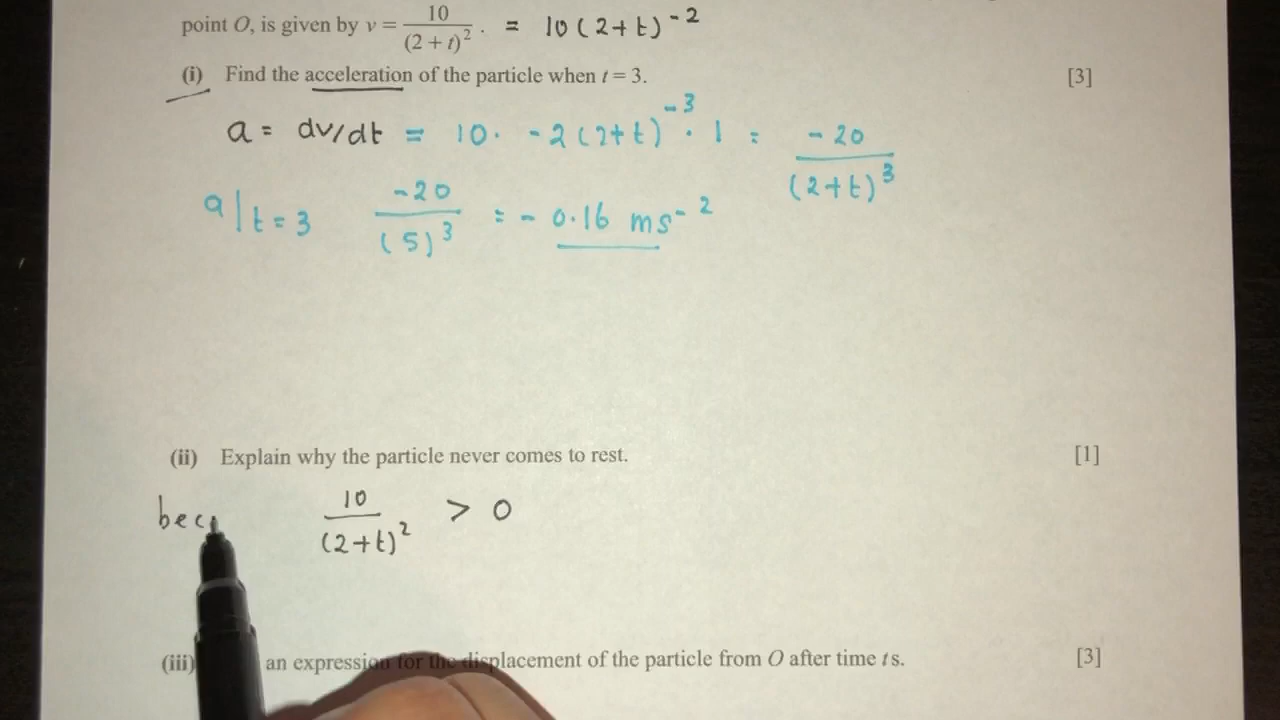 point O, is given by v = 10/(2 + t)². = 10(2+t)⁻²
(i) Find the acceleration of the particle when t = 3. [3]
a = dv/dt = 10· -2(2+t)⁻³ · 1 = -20/(2+t)³
a|t=3 -20/(5)³ = -0.16 ms⁻²
(ii) Explain why the particle never comes to rest. [1]
bec 10/(2+t)² > 0
(iii) an expression for the displacement of the particle from O after time t s. [3]